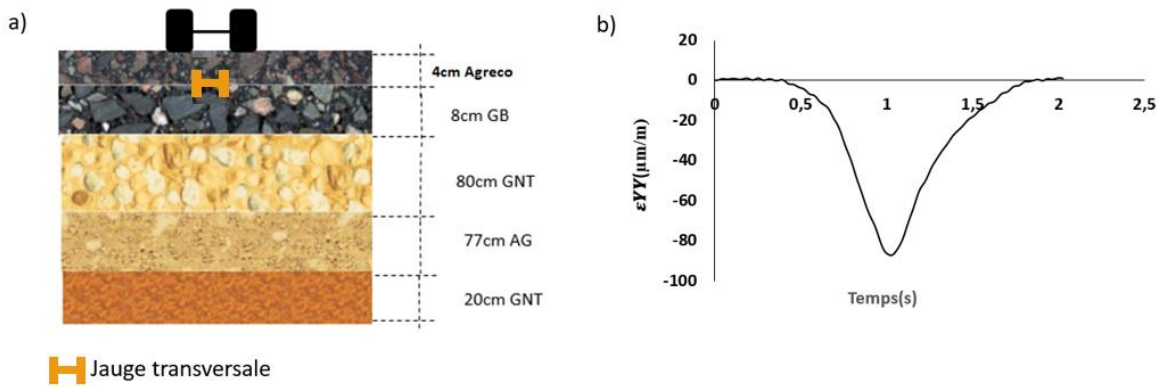 a)
4cm Agreco
8cm GB
80cm GNT
77cm AG
20cm GNT
Jauge transversale
b)
20
0
-20
-40
-60
-80
-100
0
0,5
1
1,5
2
2,5
εYY(µm/m)
Temps(s)